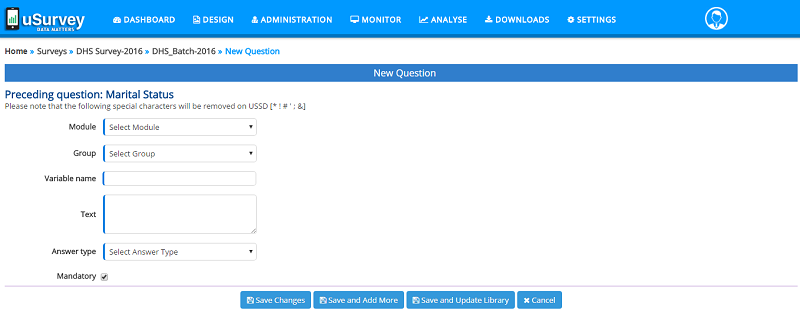 uSurvey
DATA MATTERS
DASHBOARD DESIGN ADMINISTRATION MONITOR ANALYSE DOWNLOADS SETTINGS
Home » Surveys » DHS Survey-2016 » DHS_Batch-2016 » New Question
New Question
Preceding question: Marital Status
Please note that the following special characters will be removed on USSD [* ! # ' ; &]
Module Select Module
Group Select Group
Variable name
Text
Answer type Select Answer Type
Mandatory
Save Changes Save and Add More Save and Update Library Cancel